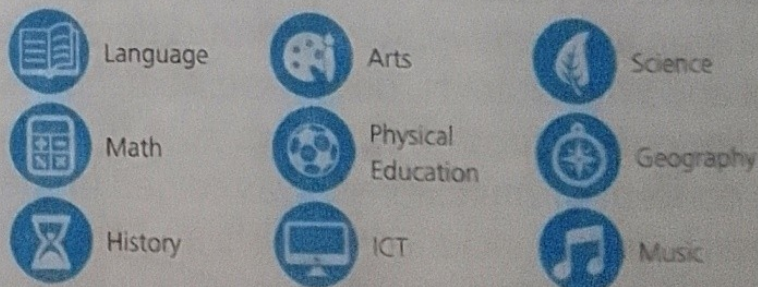 Language
Arts
Science
Math
Physical
Education
Geography
History
ICT
Music